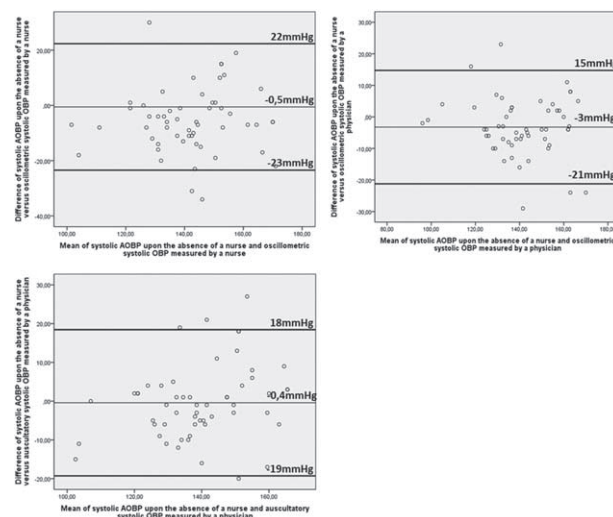 Difference of systolic AOBP upon the absence of a nurse
versus oscillometric systolic OBP measured by a nurse
20,00
,00
-20,00
-40,00
22mmHg
-0,5mmHg
-23mmHg
100,00 120,00 140,00 160,00 180,00
Mean of systolic AOBP upon the absence of a nurse and oscillometric
systolic OBP measured by a nurse
Difference of systolic AOBP upon the absence of a nurse
versus oscillometric systolic OBP measured by a
physician
30,00
20,00
10,00
,00
-10,00
-20,00
-30,00
15mmHg
-3mmHg
-21mmHg
100,00 120,00 140,00 160,00 180,00
Mean of systolic AOBP upon the absence of a nurse and oscillometric
systolic OBP measured by a physician
Difference of systolic AOBP upon the absence of a nurse
versus auscultatory systolic OBP measured by a physician
30,00
20,00
10,00
,00
-10,00
-20,00
18mmHg
-0,4mmHg
-19mmHg
100,00 120,00 140,00 160,00
Mean of systolic AOBP upon the absence of a nurse and auscutatory
systolic OBP measured by a physician